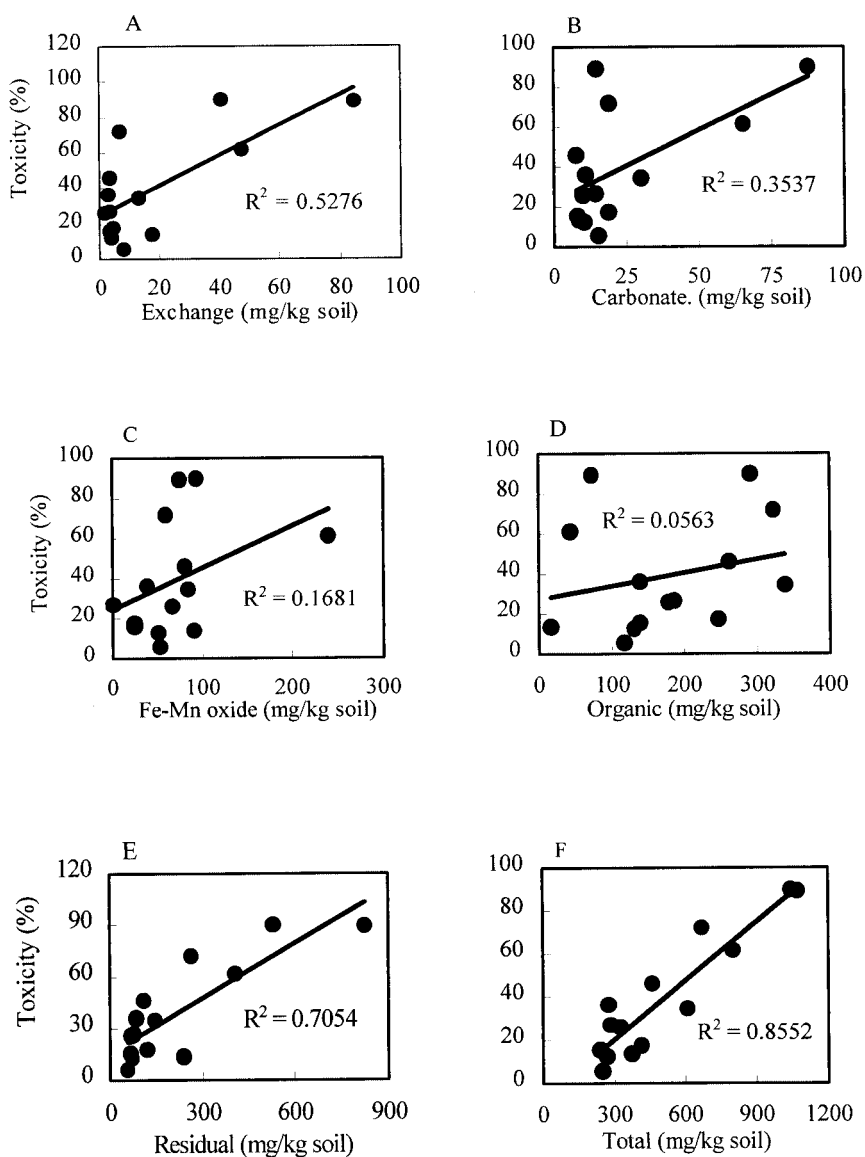 A
120
100
80
60
40
20
0
Toxicity (%)
R² = 0.5276
0 20 40 60 80 100
Exchange (mg/kg soil)
B
100
80
60
40
20
0
R² = 0.3537
0 25 50 75 100
Carbonate. (mg/kg soil)
C
100
80
60
40
20
0
Toxicity (%)
R² = 0.1681
0 100 200 300
Fe-Mn oxide (mg/kg soil)
D
100
80
60
40
20
0
R² = 0.0563
0 100 200 300 400
Organic (mg/kg soil)
E
120
90
60
30
0
Toxicity (%)
R² = 0.7054
0 300 600 900
Residual (mg/kg soil)
F
100
80
60
40
20
0
R² = 0.8552
0 300 600 900 1200
Total (mg/kg soil)